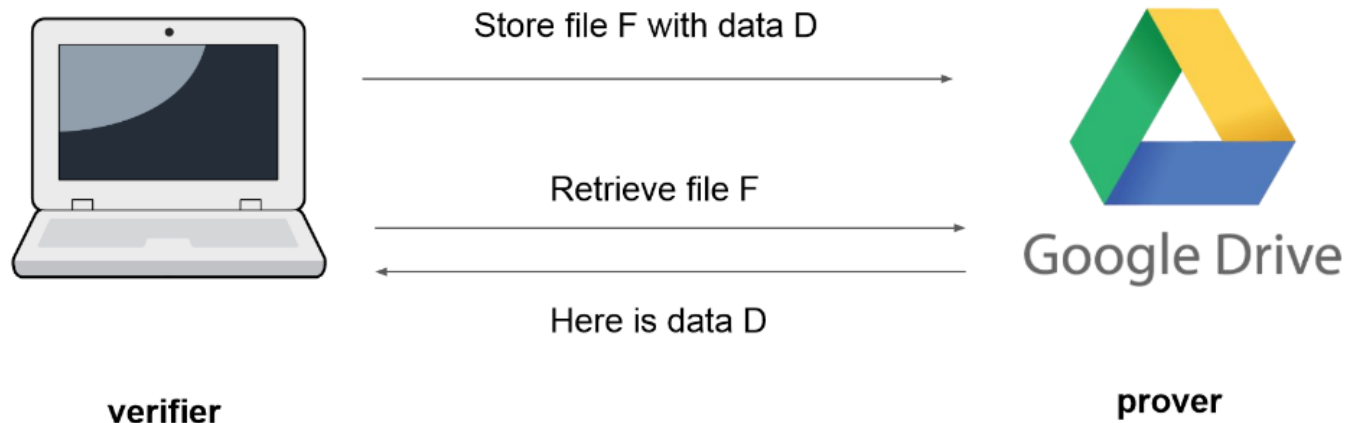 Store file F with data D
Retrieve file F
Google Drive
Here is data D
verifier
prover